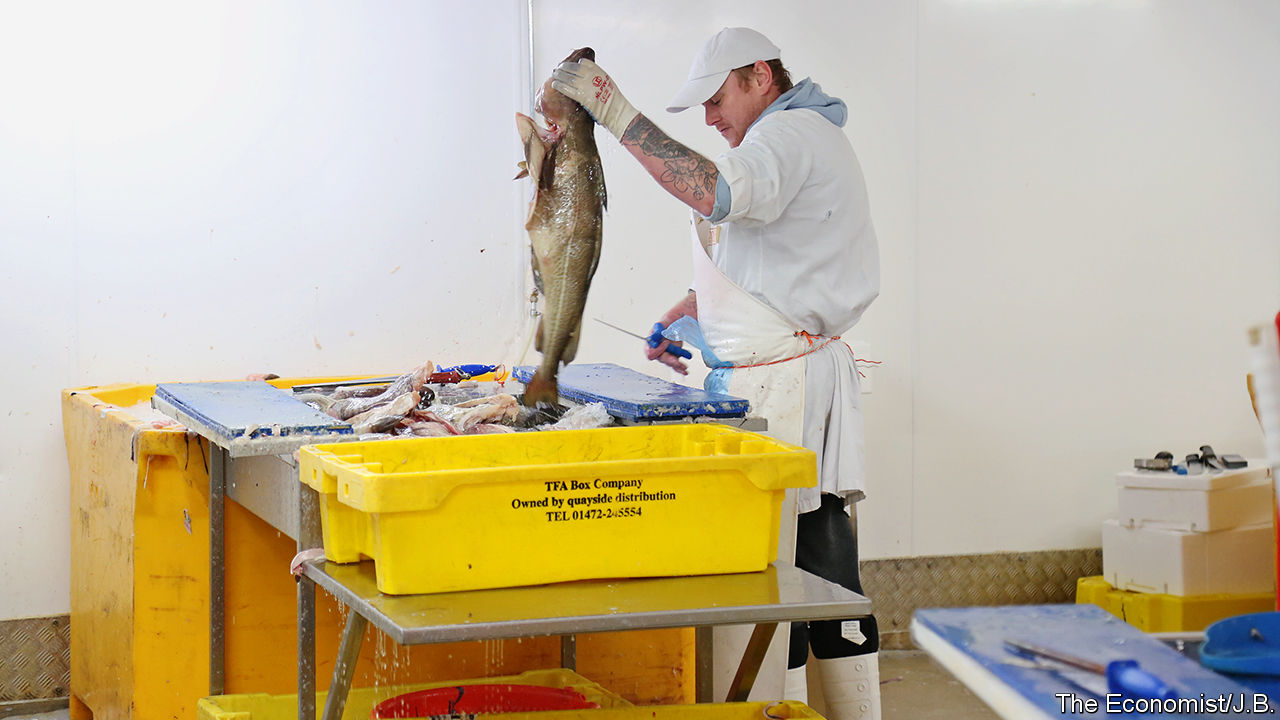 TFA Box Company
Owned by quayside distribution
TEL 01472-245554
The Economist/J.B.